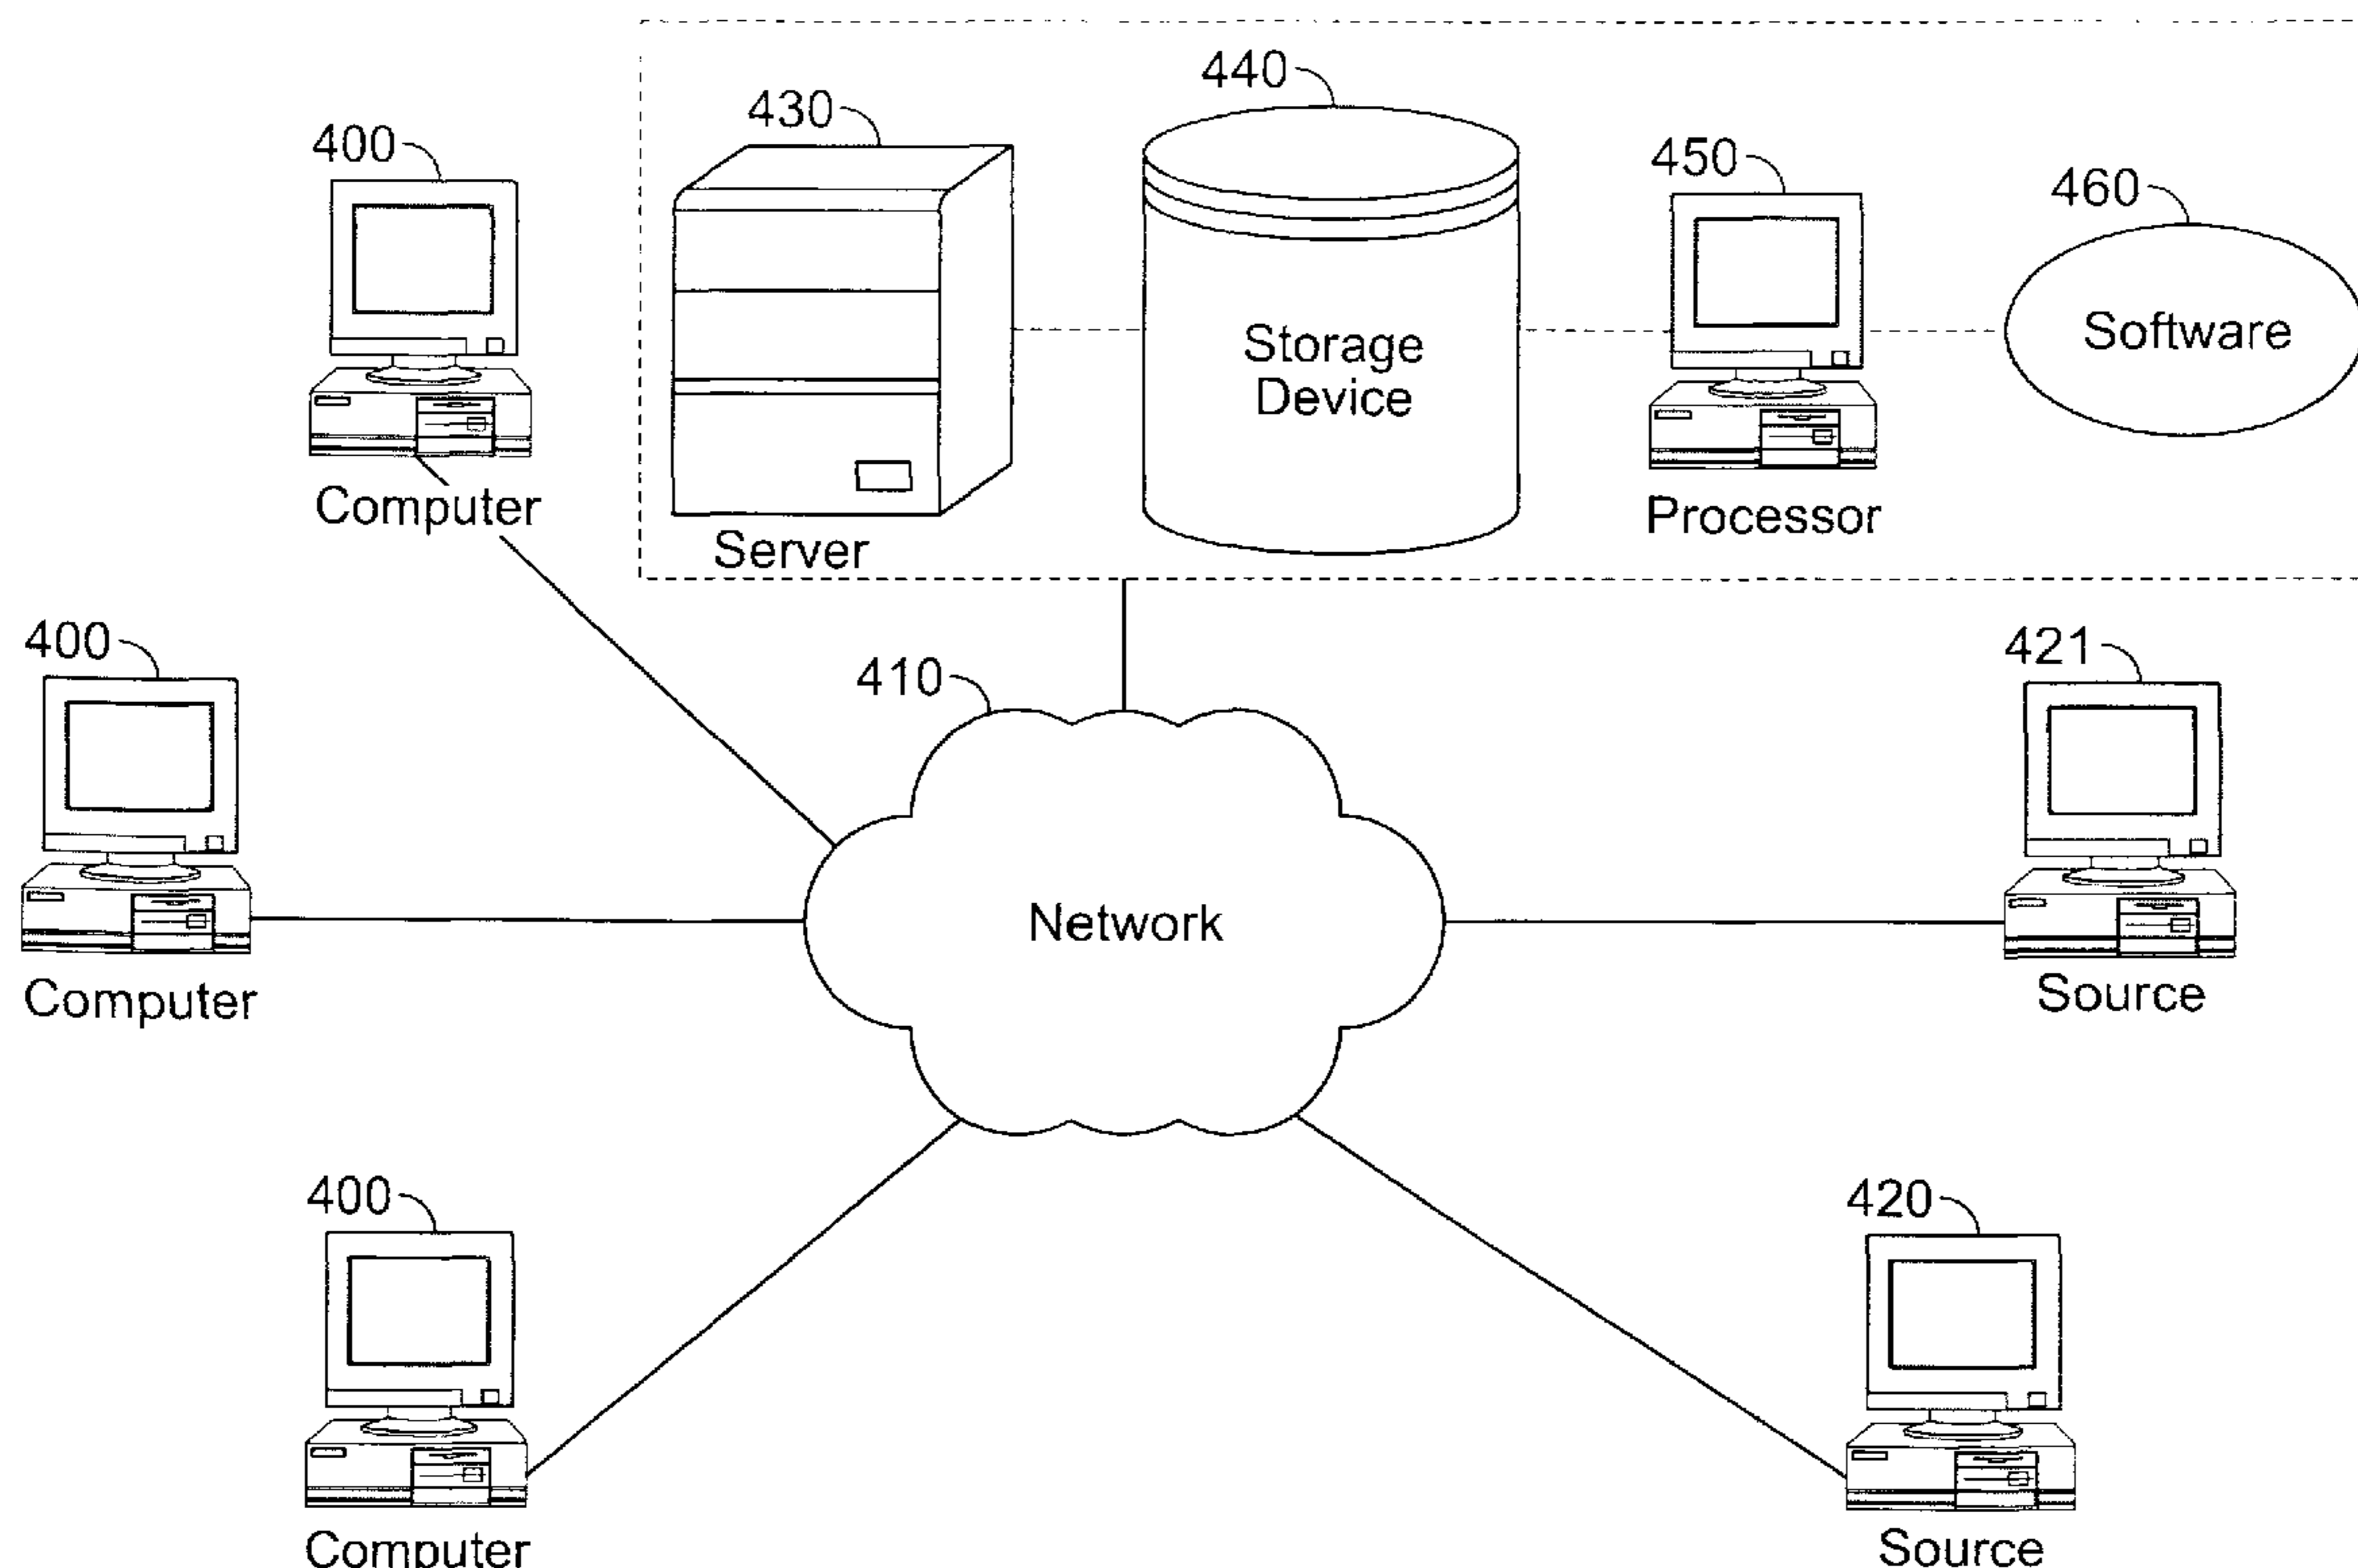 440
430
400
450
460
Storage
Device
Software
Computer
Processor
Server
400
421
410
Network
Computer
Source
400
420
Computer
Source